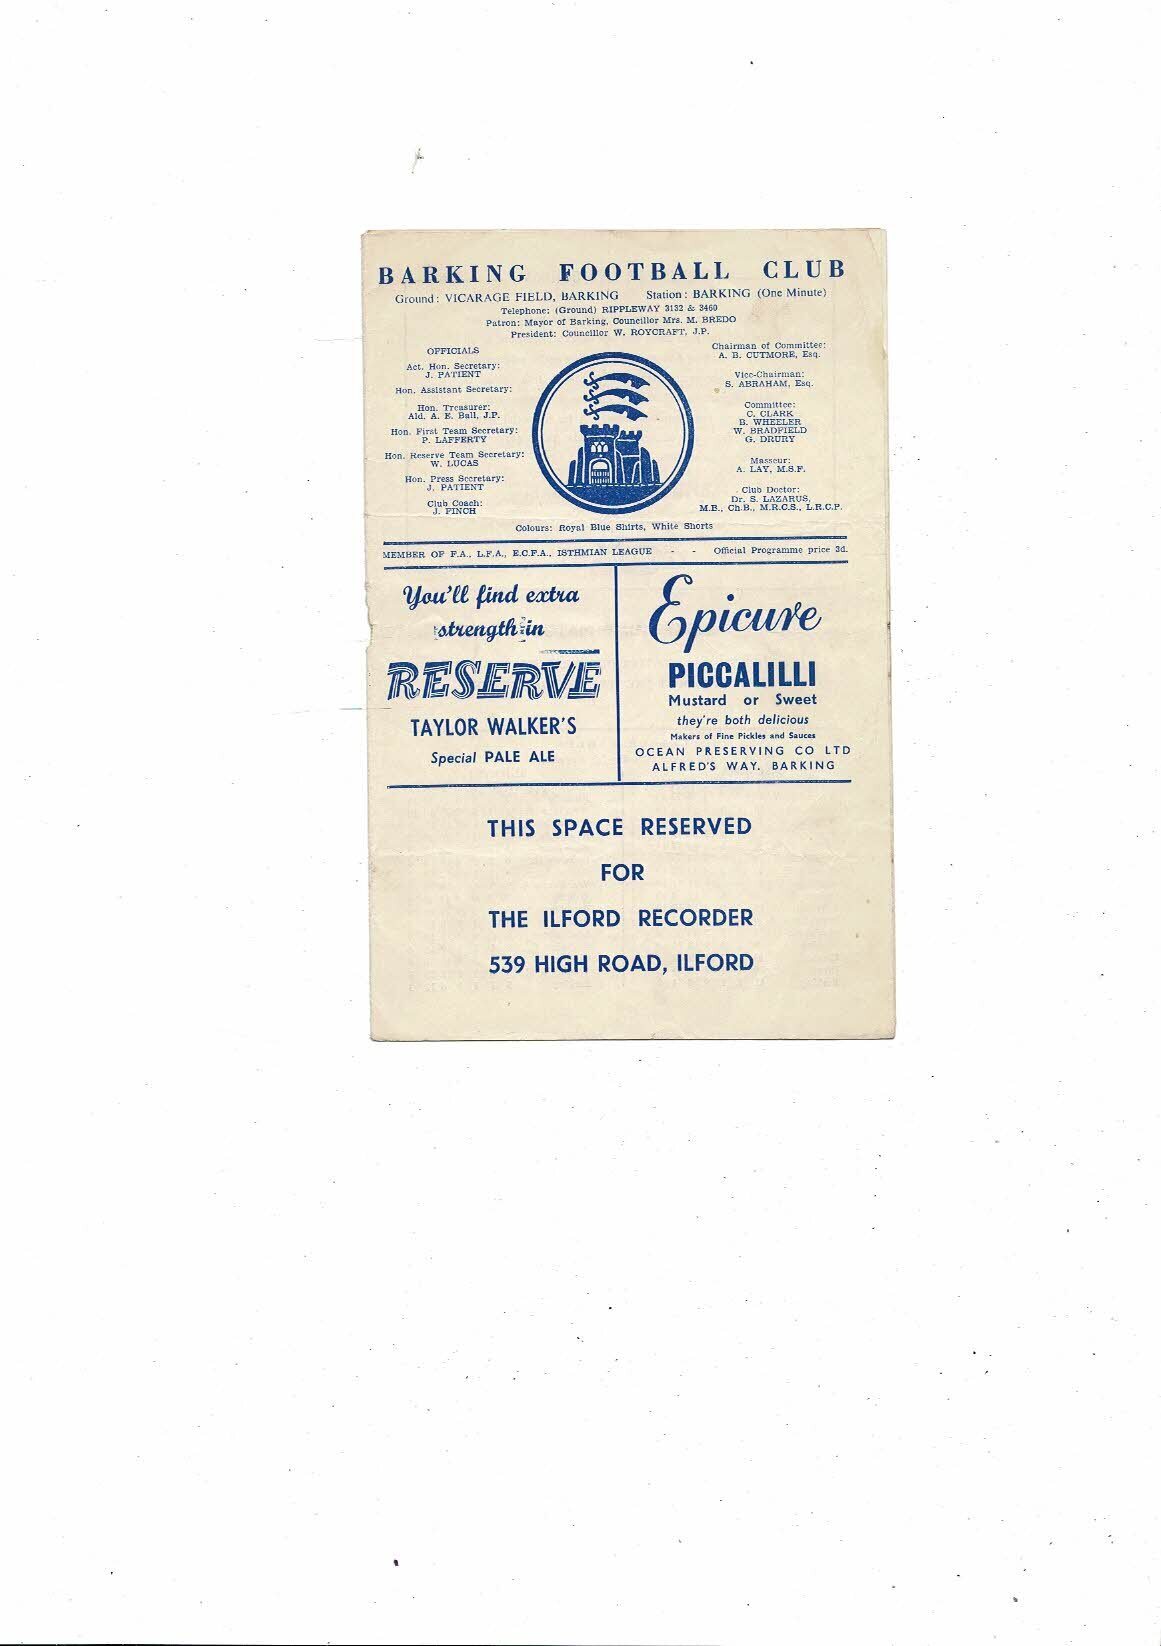 BARKING FOOTBALL CLUB
Ground: VICARAGE FIELD, BARKING Station: BARKING (One Minute)
Telephone: (Ground) RIPPLEWAY 3132 & 3460
Patron: Mayor of Barking, Councillor Mrs. M. BREDO
President: Councillor W. ROYCRAFT, J.P.
OFFICIALS
Act. Hon. Secretary:
J. PATIENT
Hon. Assistant Secretary:
Hon. Treasurer:
Ald. A. E. Ball, J.P.
Hon. First Team Secretary:
P. LAFFERTY
Hon. Reserve Team Secretary:
W. LUCAS
Hon. Press Secretary:
J. PATIENT
Club Coach:
J. FINCH
Chairman of Committee:
A. B. CUTMORE, Esq.
Vice-Chairman:
S. ABRAHAM, Esq.
Committee:
C. CLARK
B. WHEELER
W. BRADFIELD
G. DRURY
Masseur:
A. LAY, M.S.F.
Club Doctor:
Dr. S. LAZARUS,
M.B., Ch.B., M.R.C.S., L.R.C.P.
Colours: Royal Blue Shirts, White Shorts
MEMBER OF F.A., L.F.A., E.C.F.A., ISTHMIAN LEAGUE - - Official Programme price 3d.
You'll find extra
strength in
RESERVE
TAYLOR WALKER'S
Special PALE ALE
Epicure
PICCALILLI
Mustard or Sweet
they're both delicious
Makers of Fine Pickles and Sauces
OCEAN PRESERVING CO LTD
ALFRED'S WAY. BARKING
THIS SPACE RESERVED
FOR
THE ILFORD RECORDER
539 HIGH ROAD, ILFORD